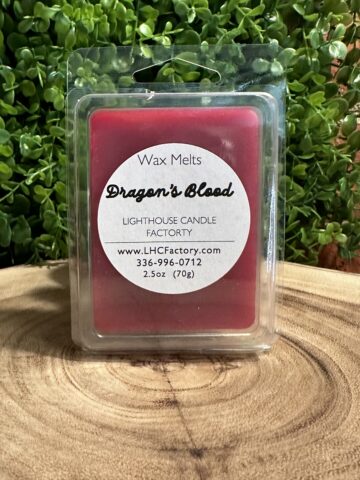 Wax Melts
Dragon's Blood
LIGHTHOUSE CANDLE
FACTORTY
www.LHCFactory.com
336-996-0712
2.5oz (70g)